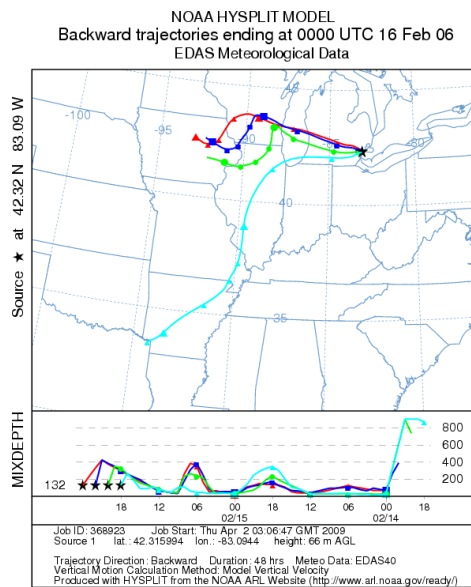 NOAA HYSPLIT MODEL
Backward trajectories ending at 0000 UTC 16 Feb 06
EDAS Meteorological Data
Source ★ at 42.32 N 83.09 W
-100
-95
-90
-85
-80
45
40
35
MIXDEPTH
132
800
600
400
200
18 12 06 00 18 12 06 00 18
02/15 02/14
Job ID: 368923 Job Start: Thu Apr 2 03:06:47 GMT 2009
Source 1 lat.: 42.315994 lon.: -83.0944 height: 66 m AGL
Trajectory Direction: Backward Duration: 48 hrs Meteo Data: EDAS40
Vertical Motion Calculation Method: Model Vertical Velocity
Produced with HYSPLIT from the NOAA ARL Website (http://www.arl.noaa.gov/ready/)